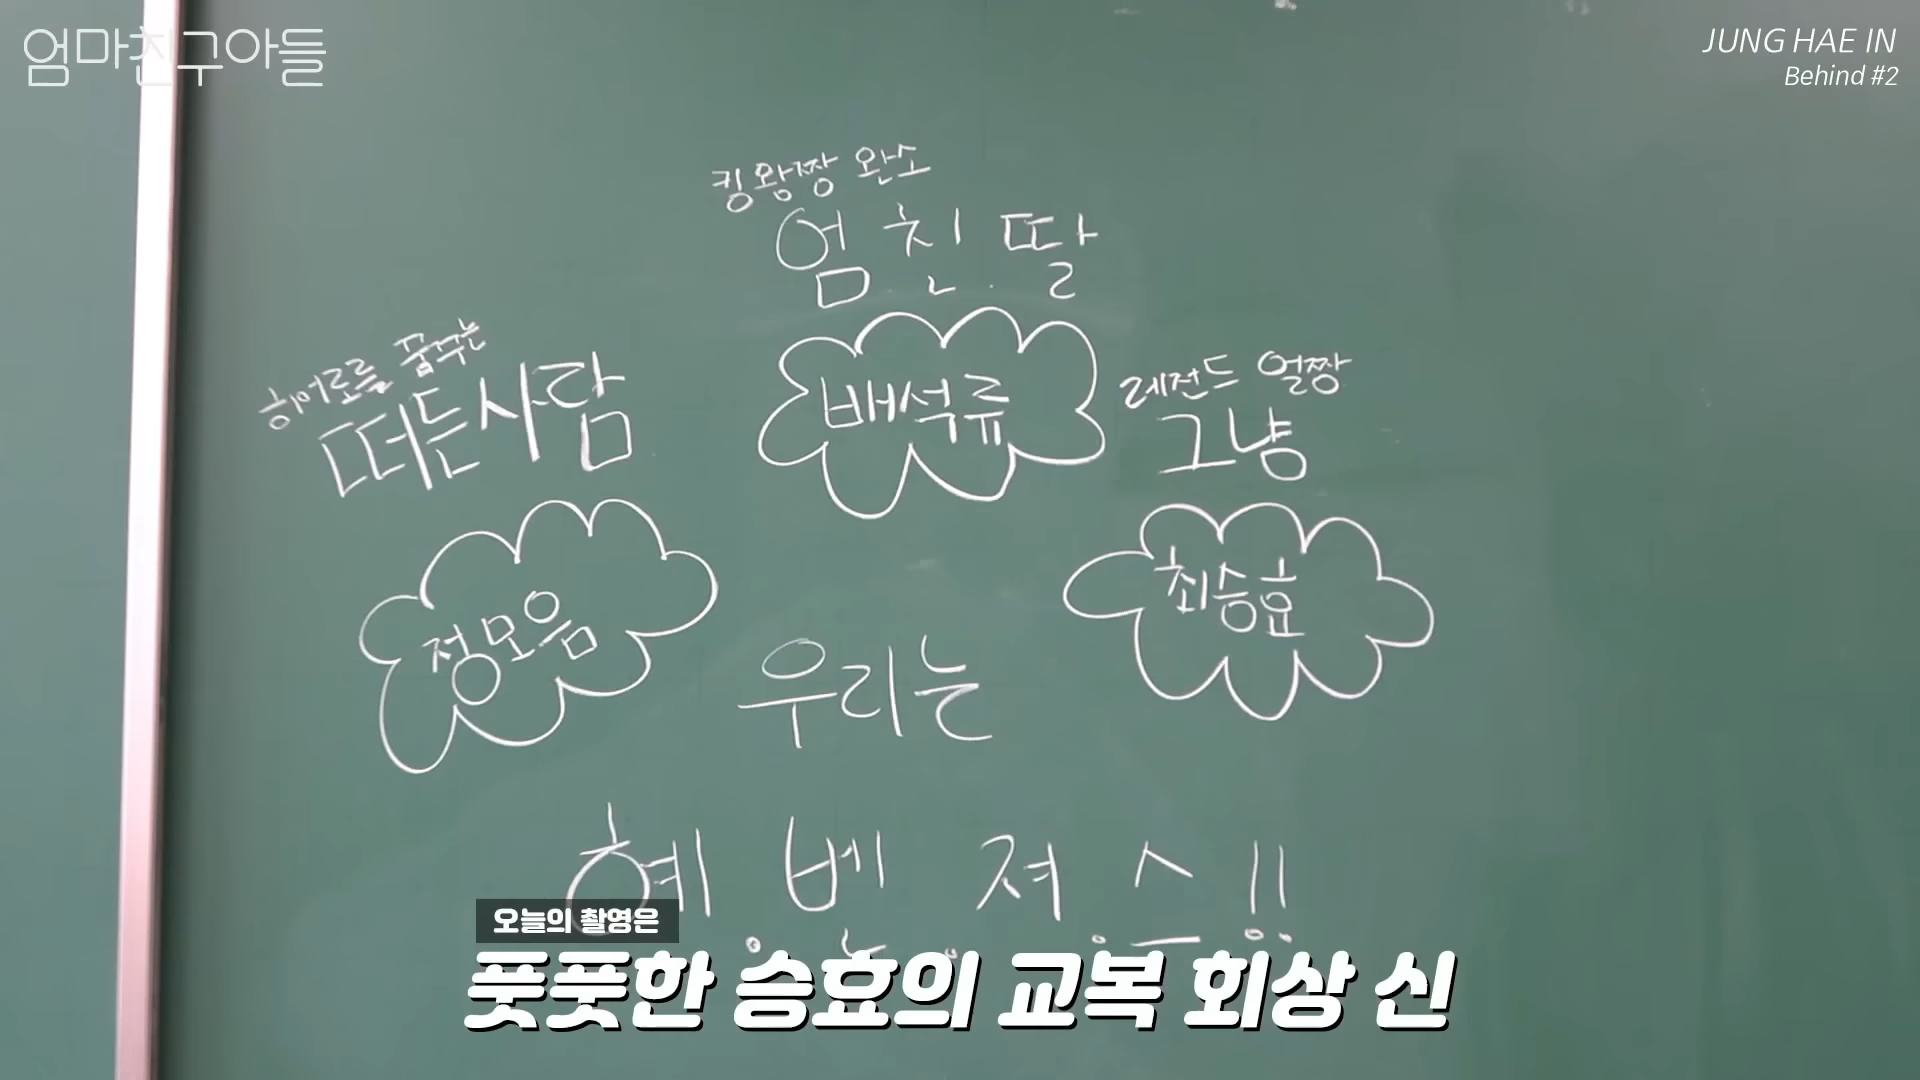 엄마친구아들
JUNG HAE IN
Behind #2
킹왕짱 완소
엄친딸
배석류
히어로를 꿈꾸는
떠든사람
정모음
레전드 얼짱
그냥
최승효
우리는
혜.벤.져.스!!
오늘의 촬영은
풋풋한 승효의 교복 회상 신